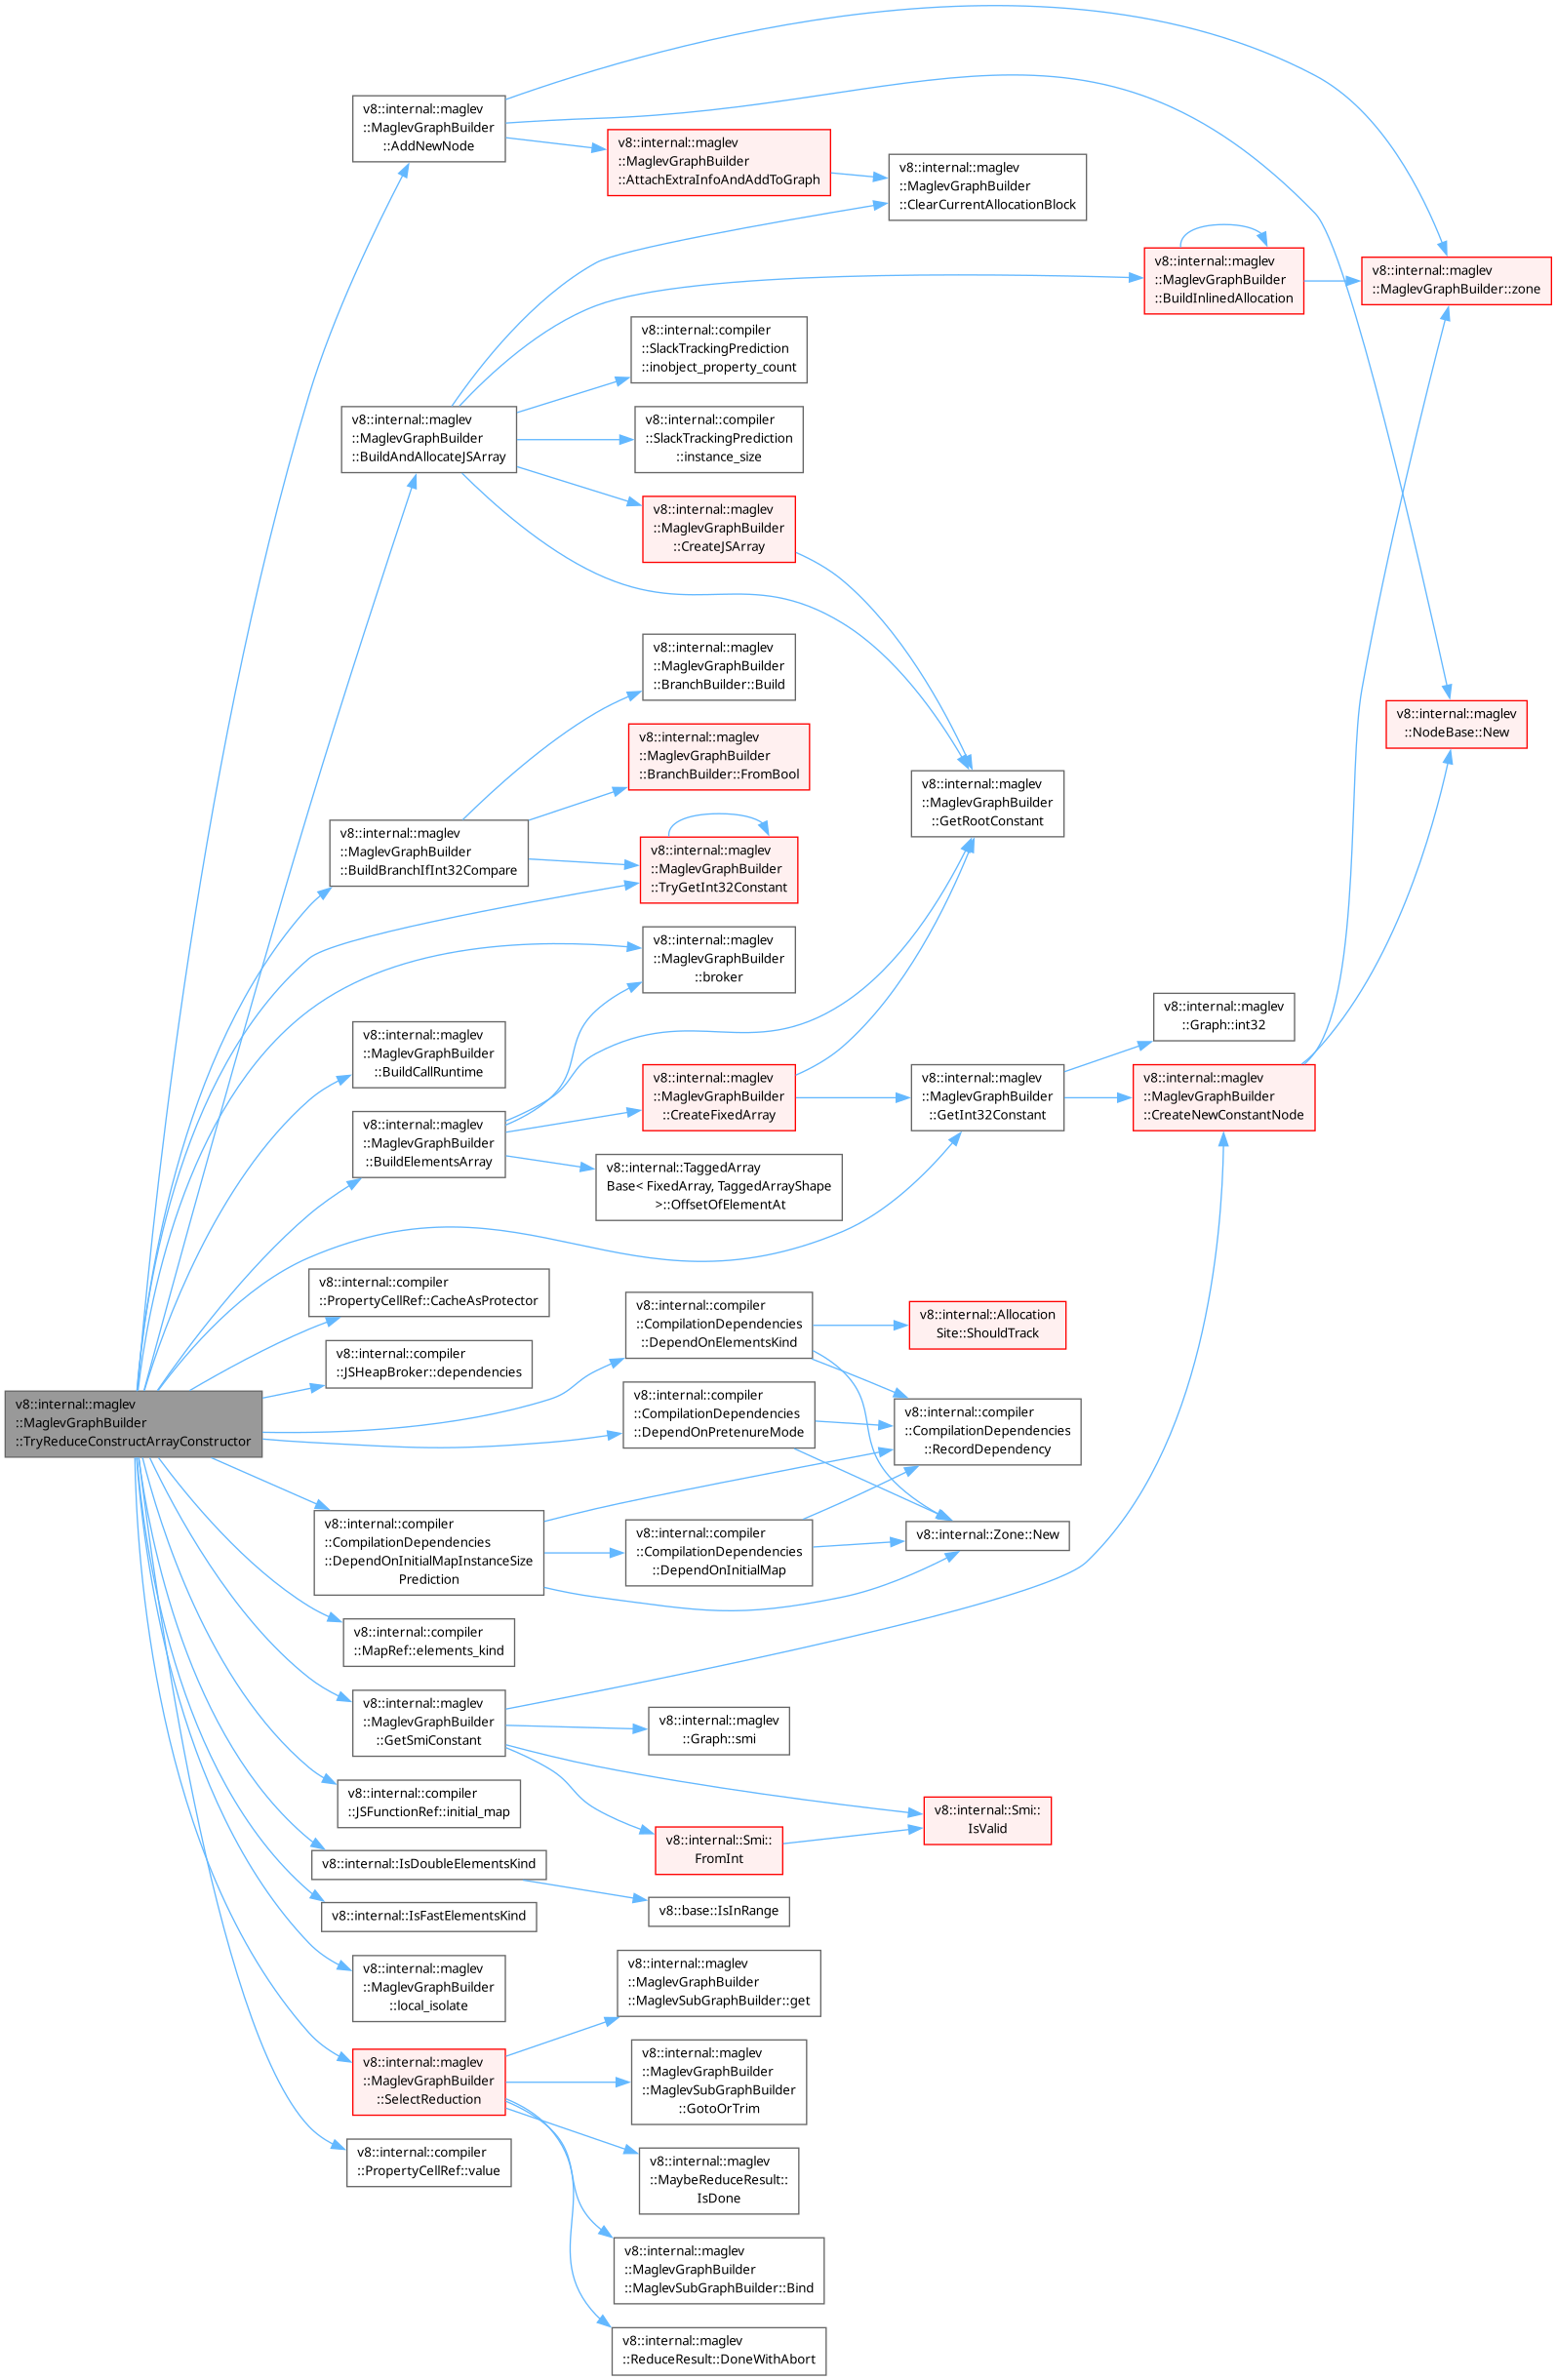 v8::internal::maglev
::MaglevGraphBuilder
::TryReduceConstructArrayConstructor
v8::internal::maglev
::MaglevGraphBuilder
::AddNewNode
v8::internal::maglev
::MaglevGraphBuilder
::AttachExtraInfoAndAddToGraph
v8::internal::maglev
::MaglevGraphBuilder
::ClearCurrentAllocationBlock
v8::internal::maglev
::MaglevGraphBuilder
::BuildInlinedAllocation
v8::internal::maglev
::MaglevGraphBuilder::zone
v8::internal::compiler
::SlackTrackingPrediction
::inobject_property_count
v8::internal::maglev
::MaglevGraphBuilder
::BuildAndAllocateJSArray
v8::internal::compiler
::SlackTrackingPrediction
::instance_size
v8::internal::maglev
::MaglevGraphBuilder
::CreateJSArray
v8::internal::maglev
::MaglevGraphBuilder
::BranchBuilder::Build
v8::internal::maglev
::NodeBase::New
v8::internal::maglev
::MaglevGraphBuilder
::BranchBuilder::FromBool
v8::internal::maglev
::MaglevGraphBuilder
::GetRootConstant
v8::internal::maglev
::MaglevGraphBuilder
::BuildBranchIfInt32Compare
v8::internal::maglev
::MaglevGraphBuilder
::TryGetInt32Constant
v8::internal::maglev
::MaglevGraphBuilder
::broker
v8::internal::maglev
::Graph::int32
v8::internal::maglev
::MaglevGraphBuilder
::BuildCallRuntime
v8::internal::maglev
::MaglevGraphBuilder
::CreateFixedArray
v8::internal::maglev
::MaglevGraphBuilder
::GetInt32Constant
v8::internal::maglev
::MaglevGraphBuilder
::CreateNewConstantNode
v8::internal::maglev
::MaglevGraphBuilder
::BuildElementsArray
v8::internal::TaggedArray
Base< FixedArray, TaggedArrayShape
>::OffsetOfElementAt
v8::internal::compiler
::PropertyCellRef::CacheAsProtector
v8::internal::compiler
::CompilationDependencies
::DependOnElementsKind
v8::internal::Allocation
Site::ShouldTrack
v8::internal::compiler
::JSHeapBroker::dependencies
v8::internal::compiler
::CompilationDependencies
::DependOnPretenureMode
v8::internal::compiler
::CompilationDependencies
::RecordDependency
v8::internal::compiler
::CompilationDependencies
::DependOnInitialMapInstanceSize
Prediction
v8::internal::compiler
::CompilationDependencies
::DependOnInitialMap
v8::internal::Zone::New
v8::internal::compiler
::MapRef::elements_kind
v8::internal::maglev
::MaglevGraphBuilder
::GetSmiConstant
v8::internal::maglev
::Graph::smi
v8::internal::compiler
::JSFunctionRef::initial_map
v8::internal::Smi::
FromInt
v8::internal::Smi::
IsValid
v8::internal::IsDoubleElementsKind
v8::base::IsInRange
v8::internal::IsFastElementsKind
v8::internal::maglev
::MaglevGraphBuilder
::local_isolate
v8::internal::maglev
::MaglevGraphBuilder
::MaglevSubGraphBuilder::get
v8::internal::maglev
::MaglevGraphBuilder
::SelectReduction
v8::internal::maglev
::MaglevGraphBuilder
::MaglevSubGraphBuilder
::GotoOrTrim
v8::internal::compiler
::PropertyCellRef::value
v8::internal::maglev
::MaybeReduceResult::
IsDone
v8::internal::maglev
::MaglevGraphBuilder
::MaglevSubGraphBuilder::Bind
v8::internal::maglev
::ReduceResult::DoneWithAbort